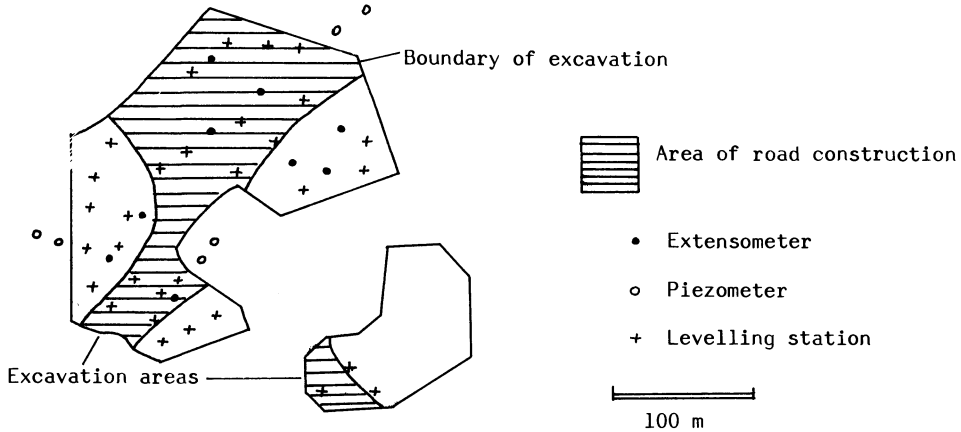 Boundary of excavation
Area of road construction
Extensometer
Piezometer
Levelling station
Excavation areas
100 m